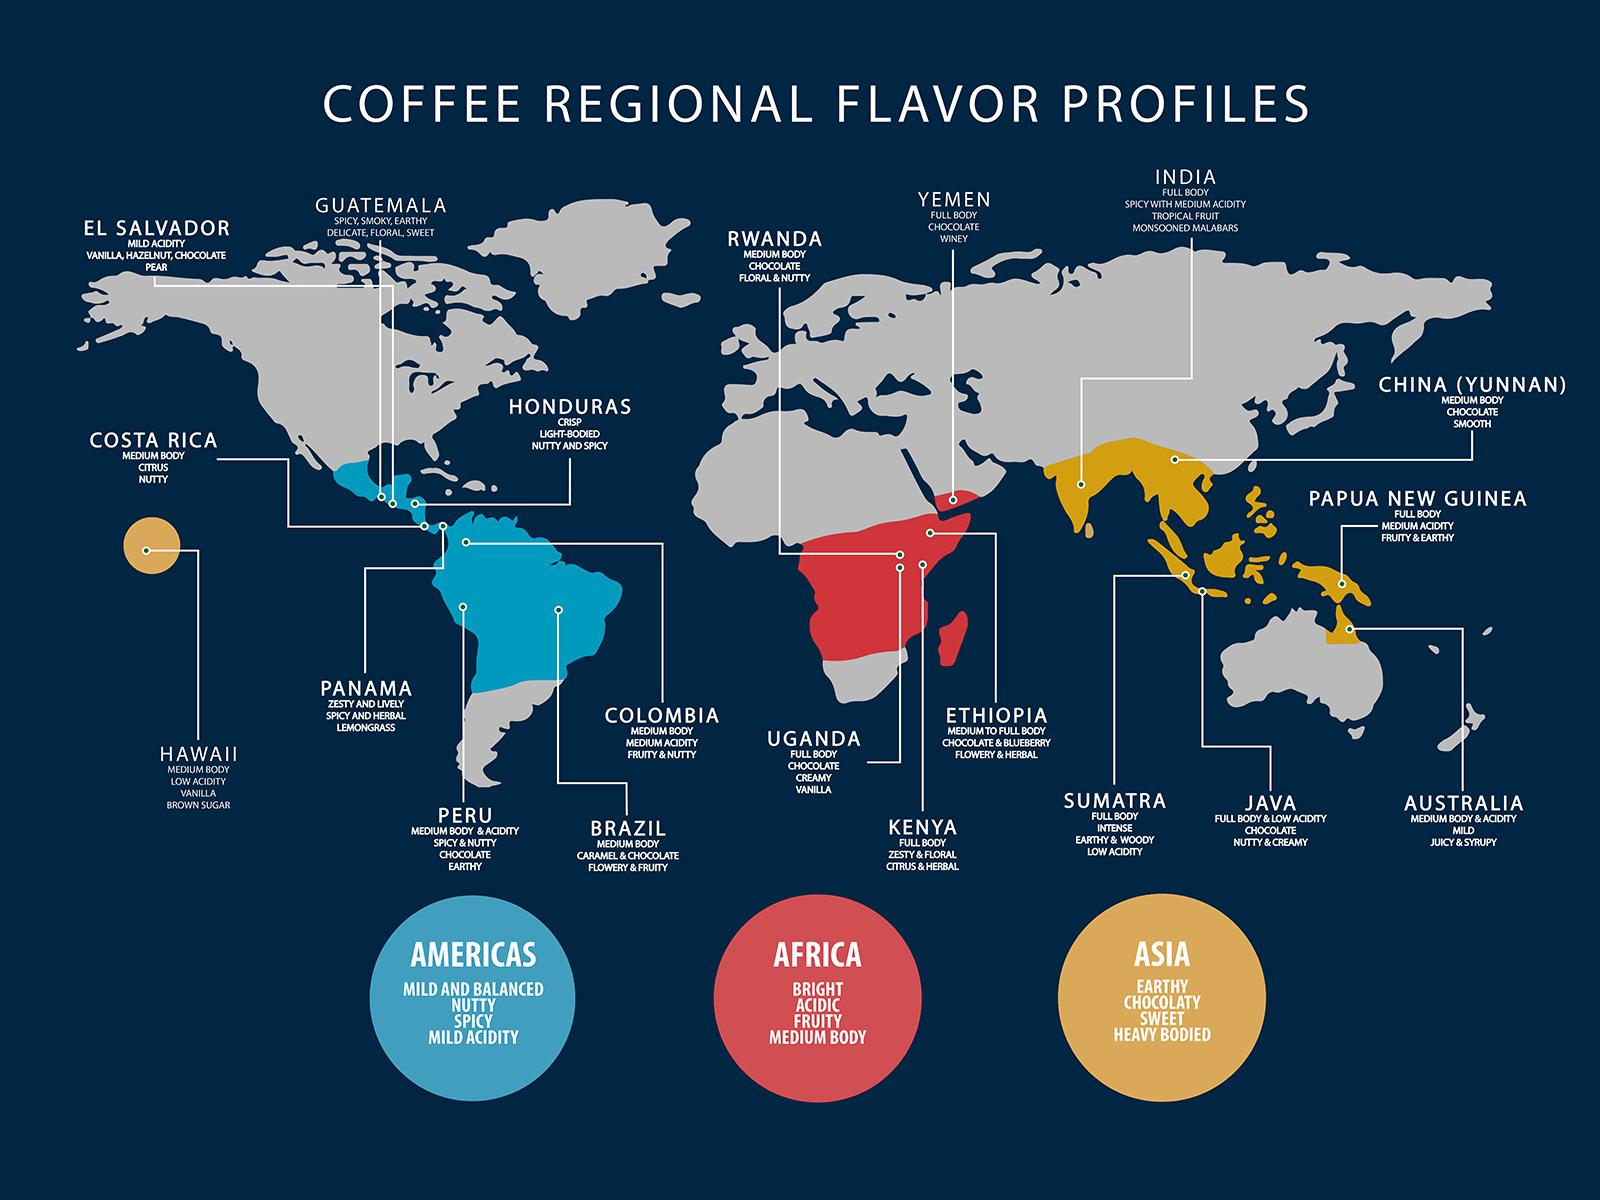 COFFEE REGIONAL FLAVOR PROFILES
EL SALVADOR
MILD ACIDITY
VANILLA, HAZELNUT, CHOCOLATE
PEAR
GUATEMALA
SPICY, SMOKY, EARTHY
DELICATE, FLORAL, SWEET
RWANDA
MEDIUM BODY
CHOCOLATE
FLORAL & NUTTY
YEMEN
FULL BODY
CHOCOLATE
WINEY
INDIA
FULL BODY
SPICY WITH MEDIUM ACIDITY
TROPICAL FRUIT
MONSOONED MALABARS
COSTA RICA
MEDIUM BODY
CITRUS
NUTTY
HONDURAS
CRISP
LIGHT-BODIED
NUTTY AND SPICY
CHINA (YUNNAN)
MEDIUM BODY
CHOCOLATE
SMOOTH
PAPUA NEW GUINEA
FULL BODY
MEDIUM ACIDITY
FRUITY & EARTHY
HAWAII
MEDIUM BODY
LOW ACIDITY
VANILLA
BROWN SUGAR
PANAMA
ZESTY AND LIVELY
SPICY AND HERBAL
LEMONGRASS
PERU
MEDIUM BODY & ACIDITY
SPICY & NUTTY
CHOCOLATE
EARTHY
BRAZIL
MEDIUM BODY
CARAMEL & CHOCOLATE
FLOWERY & FRUITY
COLOMBIA
MEDIUM BODY
MEDIUM ACIDITY
FRUITY & NUTTY
UGANDA
FULL BODY
CHOCOLATE
CREAMY
VANILLA
KENYA
FULL BODY
ZESTY & FLORAL
CITRUS & HERBAL
ETHIOPIA
MEDIUM TO FULL BODY
CHOCOLATE & BLUEBERRY
FLOWERY & HERBAL
SUMATRA
FULL BODY
INTENSE
EARTHY & WOODY
LOW ACIDITY
JAVA
FULL BODY & LOW ACIDITY
CHOCOLATE
NUTTY & CREAMY
AUSTRALIA
MEDIUM BODY & ACIDITY
MILD
JUICY & SYRUPY
AMERICAS
MILD AND BALANCED
NUTTY
SPICY
MILD ACIDITY
AFRICA
BRIGHT
ACIDIC
FRUITY
MEDIUM BODY
ASIA
EARTHY
CHOCOLATY
SWEET
HEAVY BODIED